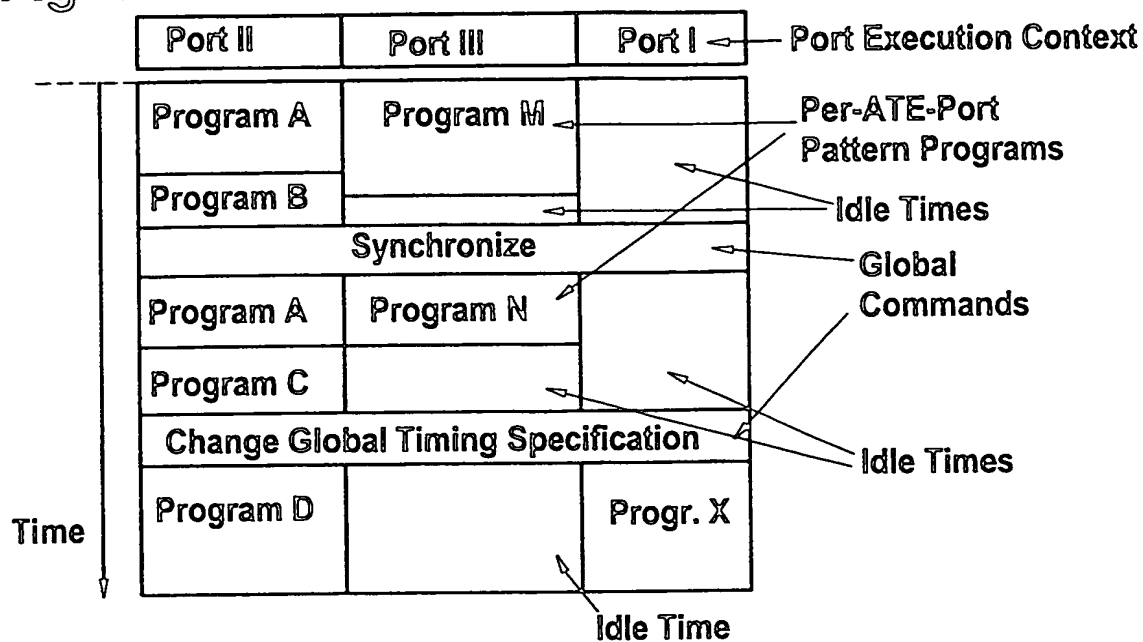 Port II Port III Port I Port Execution Context
Program A Program M Per-ATE-Port
Pattern Programs
Program B Idle Times
Synchronize
Global
Commands
Program A Program N
Program C
Change Global Timing Specification
Idle Times
Program D Progr. X
Time
Idle Time